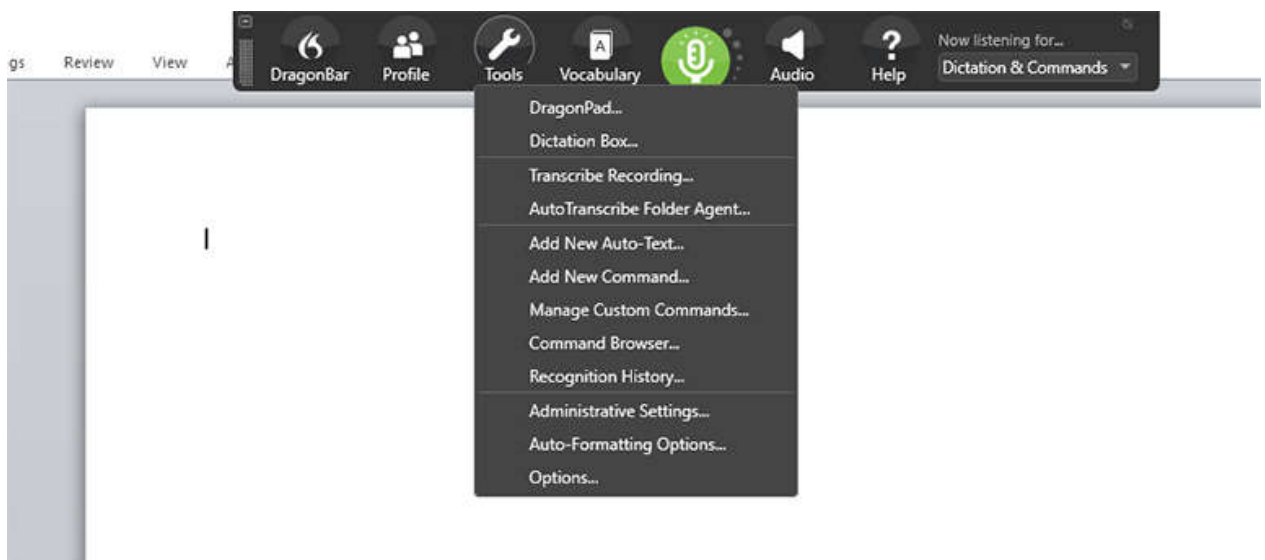 gs Review View A
DragonBar Profile Tools Vocabulary Audio Help
Now listening for...
Dictation & Commands
DragonPad...
Dictation Box...
Transcribe Recording...
AutoTranscribe Folder Agent...
Add New Auto-Text...
Add New Command...
Manage Custom Commands...
Command Browser...
Recognition History...
Administrative Settings...
Auto-Formatting Options...
Options...